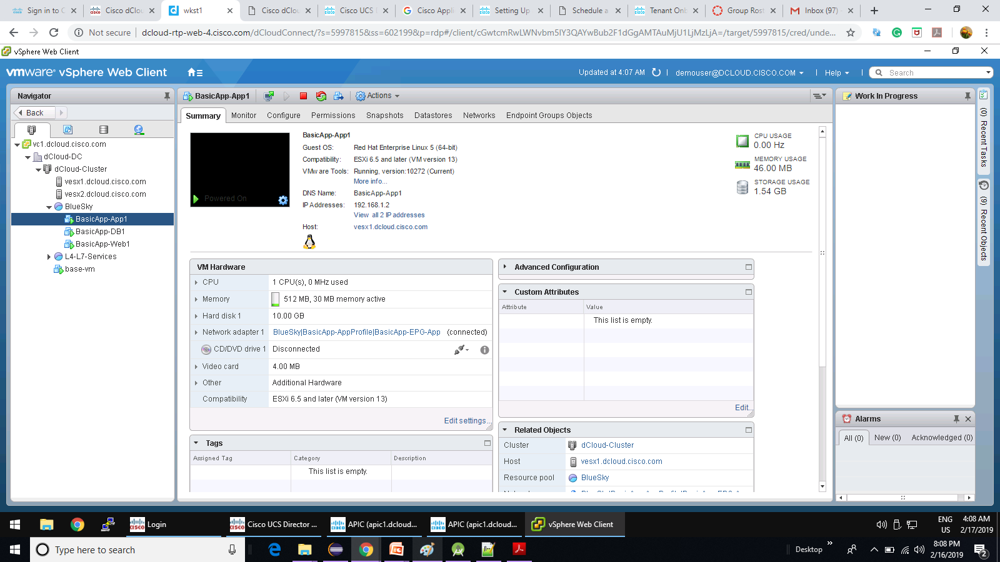 Sign in to C
Cisco dClou
wkst1
Cisco dClou
Cisco UCS
Cisco Appli
Setting Up
Schedule a
Tenant Onb
Group Rost
Inbox (97)
Not secure | dcloud-rtp-web-4.cisco.com/dCloudConnect/?s=5997815&ss=602199&p=rdp#/client/cGwtcmRwLWNvbm5lY3QAYwBub2F1dGgAMTAuMjU1LjMzLjA=/target/5997815/cred/unde...
vSphere Web Client
vmware® vSphere Web Client
Updated at 4:07 AM
demouser@DCLOUD.CISCO.COM
Help
Search
Navigator
Back
vc1.dcloud.cisco.com
dCloud-DC
dCloud-Cluster
vesx1.dcloud.cisco.com
vesx2.dcloud.cisco.com
BlueSky
BasicApp-App1
BasicApp-DB1
BasicApp-Web1
L4-L7-Services
base-vm
BasicApp-App1
Actions
Summary Monitor Configure Permissions Snapshots Datastores Networks Endpoint Groups Objects
Powered On
BasicApp-App1
Guest OS: Red Hat Enterprise Linux 5 (64-bit)
Compatibility: ESXi 6.5 and later (VM version 13)
VMware Tools: Running, version:10272 (Current)
More info...
DNS Name: BasicApp-App1
IP Addresses: 192.168.1.2
View all 2 IP addresses
Host: vesx1.dcloud.cisco.com
CPU USAGE
0.00 Hz
MEMORY USAGE
46.00 MB
STORAGE USAGE
1.54 GB
VM Hardware
CPU 1 CPU(s), 0 MHz used
Memory 512 MB, 30 MB memory active
Hard disk 1 10.00 GB
Network adapter 1 BlueSky|BasicApp-AppProfile|BasicApp-EPG-App (connected)
CD/DVD drive 1 Disconnected
Video card 4.00 MB
Other Additional Hardware
Compatibility ESXi 6.5 and later (VM version 13)
Edit settings...
Tags
Assigned Tag Category Description
This list is empty.
Advanced Configuration
Custom Attributes
Attribute Value
This list is empty.
Edit...
Related Objects
Cluster dCloud-Cluster
Host vesx1.dcloud.cisco.com
Resource pool BlueSky
Work In Progress
Alarms
All (0) New (0) Acknowledged (0)
(0) Recent Tasks
(9) Recent Objects
Login
Cisco UCS Director ...
APIC (apic1.dcloud...
APIC (apic1.dcloud...
vSphere Web Client
ENG
US
4:08 AM
2/17/2019
Type here to search
Desktop
8:08 PM
2/16/2019
2